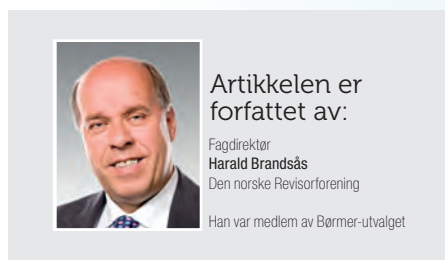 Artikkelen er
forfattet av:
Fagdirektør
Harald Brandsås
Den norske Revisorforening
Han var medlem av Børmer-utvalget